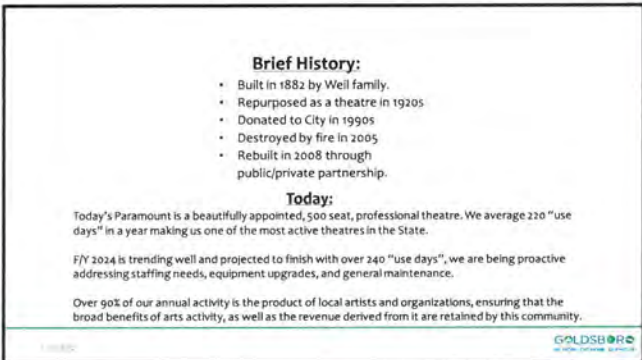 Brief History:
• Built in 1882 by Weil family.
• Repurposed as a theatre in 1920s
• Donated to City in 1990s
• Destroyed by fire in 2005
• Rebuilt in 2008 through
public/private partnership.
Today:
Today's Paramount is a beautifully appointed, 500 seat, professional theatre. We average 220 "use
days" in a year making us one of the most active theatres in the State.
F/Y 2024 is trending well and projected to finish with over 240 "use days", we are being proactive
addressing staffing needs, equipment upgrades, and general maintenance.
Over 90% of our annual activity is the product of local artists and organizations, ensuring that the
broad benefits of arts activity, as well as the revenue derived from it are retained by this community.
GOLDSBORO